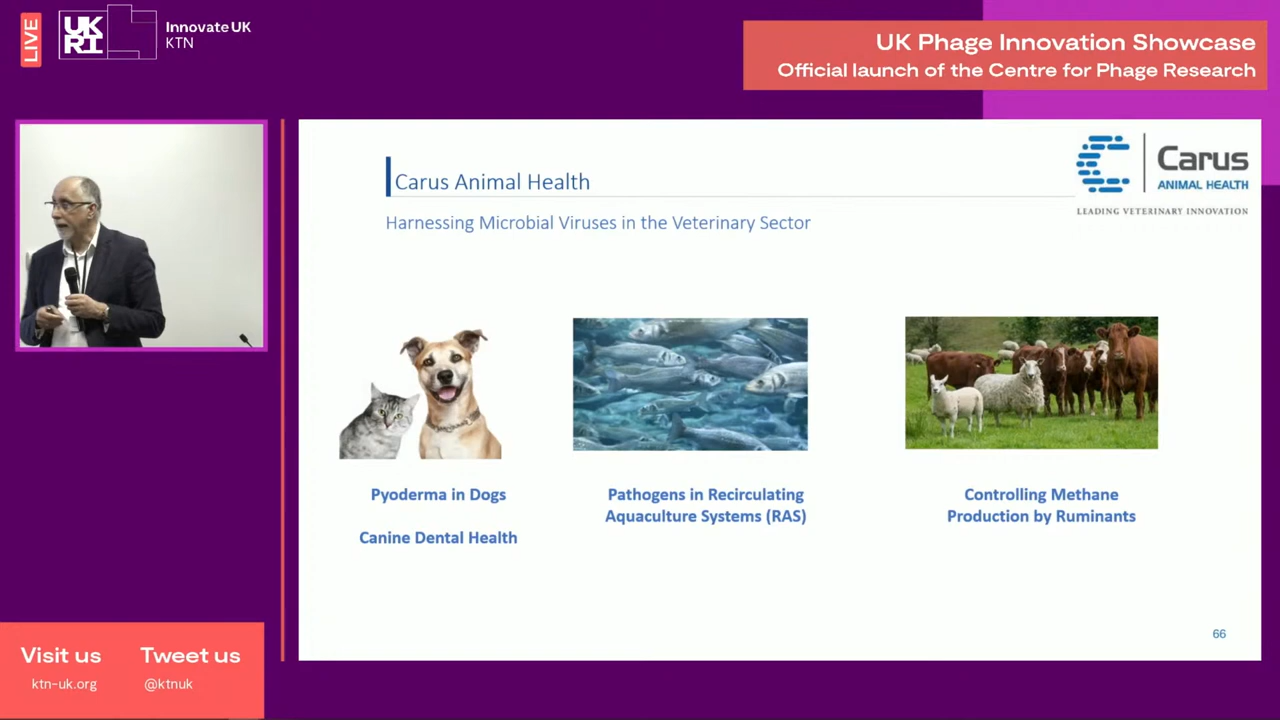 LIVE
UK
RI
Innovate UK
KTN
UK Phage Innovation Showcase
Official launch of the Centre for Phage Research
Carus Animal Health
Harnessing Microbial Viruses in the Veterinary Sector
Carus
ANIMAL HEALTH
LEADING VETERINARY INNOVATION
Pyoderma in Dogs
Canine Dental Health
Pathogens in Recirculating
Aquaculture Systems (RAS)
Controlling Methane
Production by Ruminants
66
Visit us
ktn-uk.org
Tweet us
@ktnuk